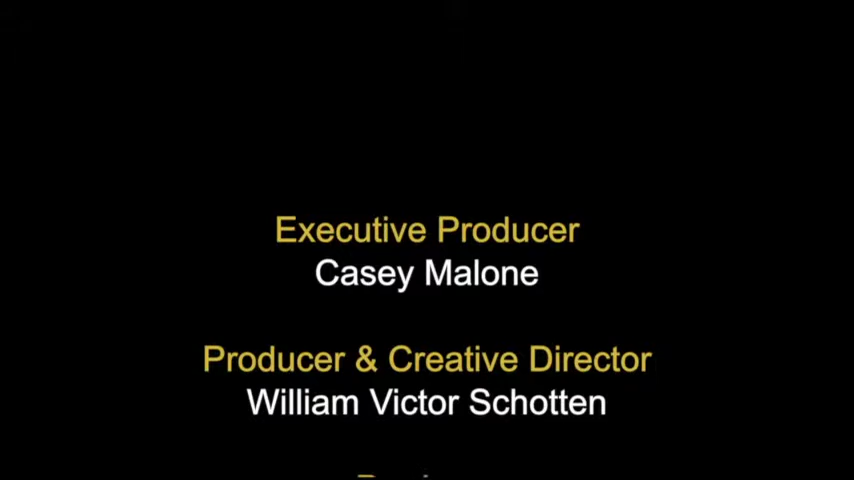 Executive Producer
Casey Malone
Producer & Creative Director
William Victor Schotten